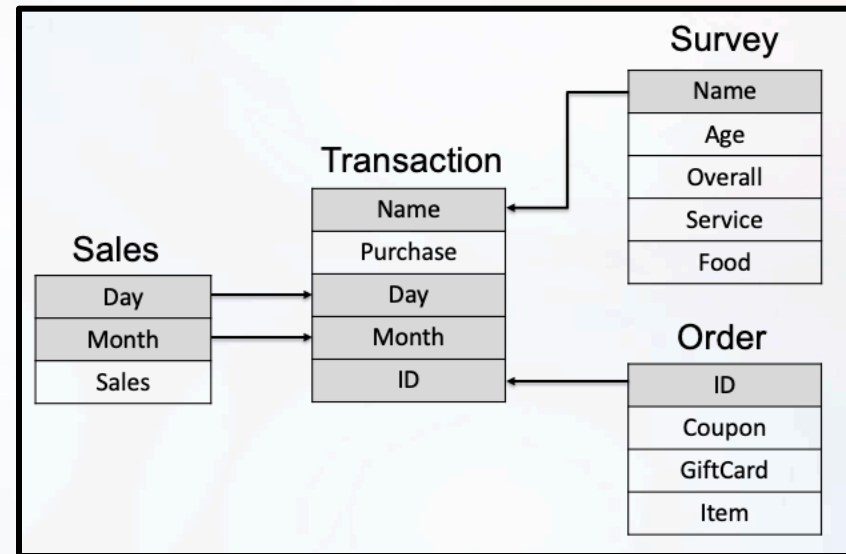 Survey
Name
Age
Overall
Service
Food
Transaction
Name
Purchase
Day
Month
ID
Sales
Day
Month
Sales
Order
ID
Coupon
GiftCard
Item